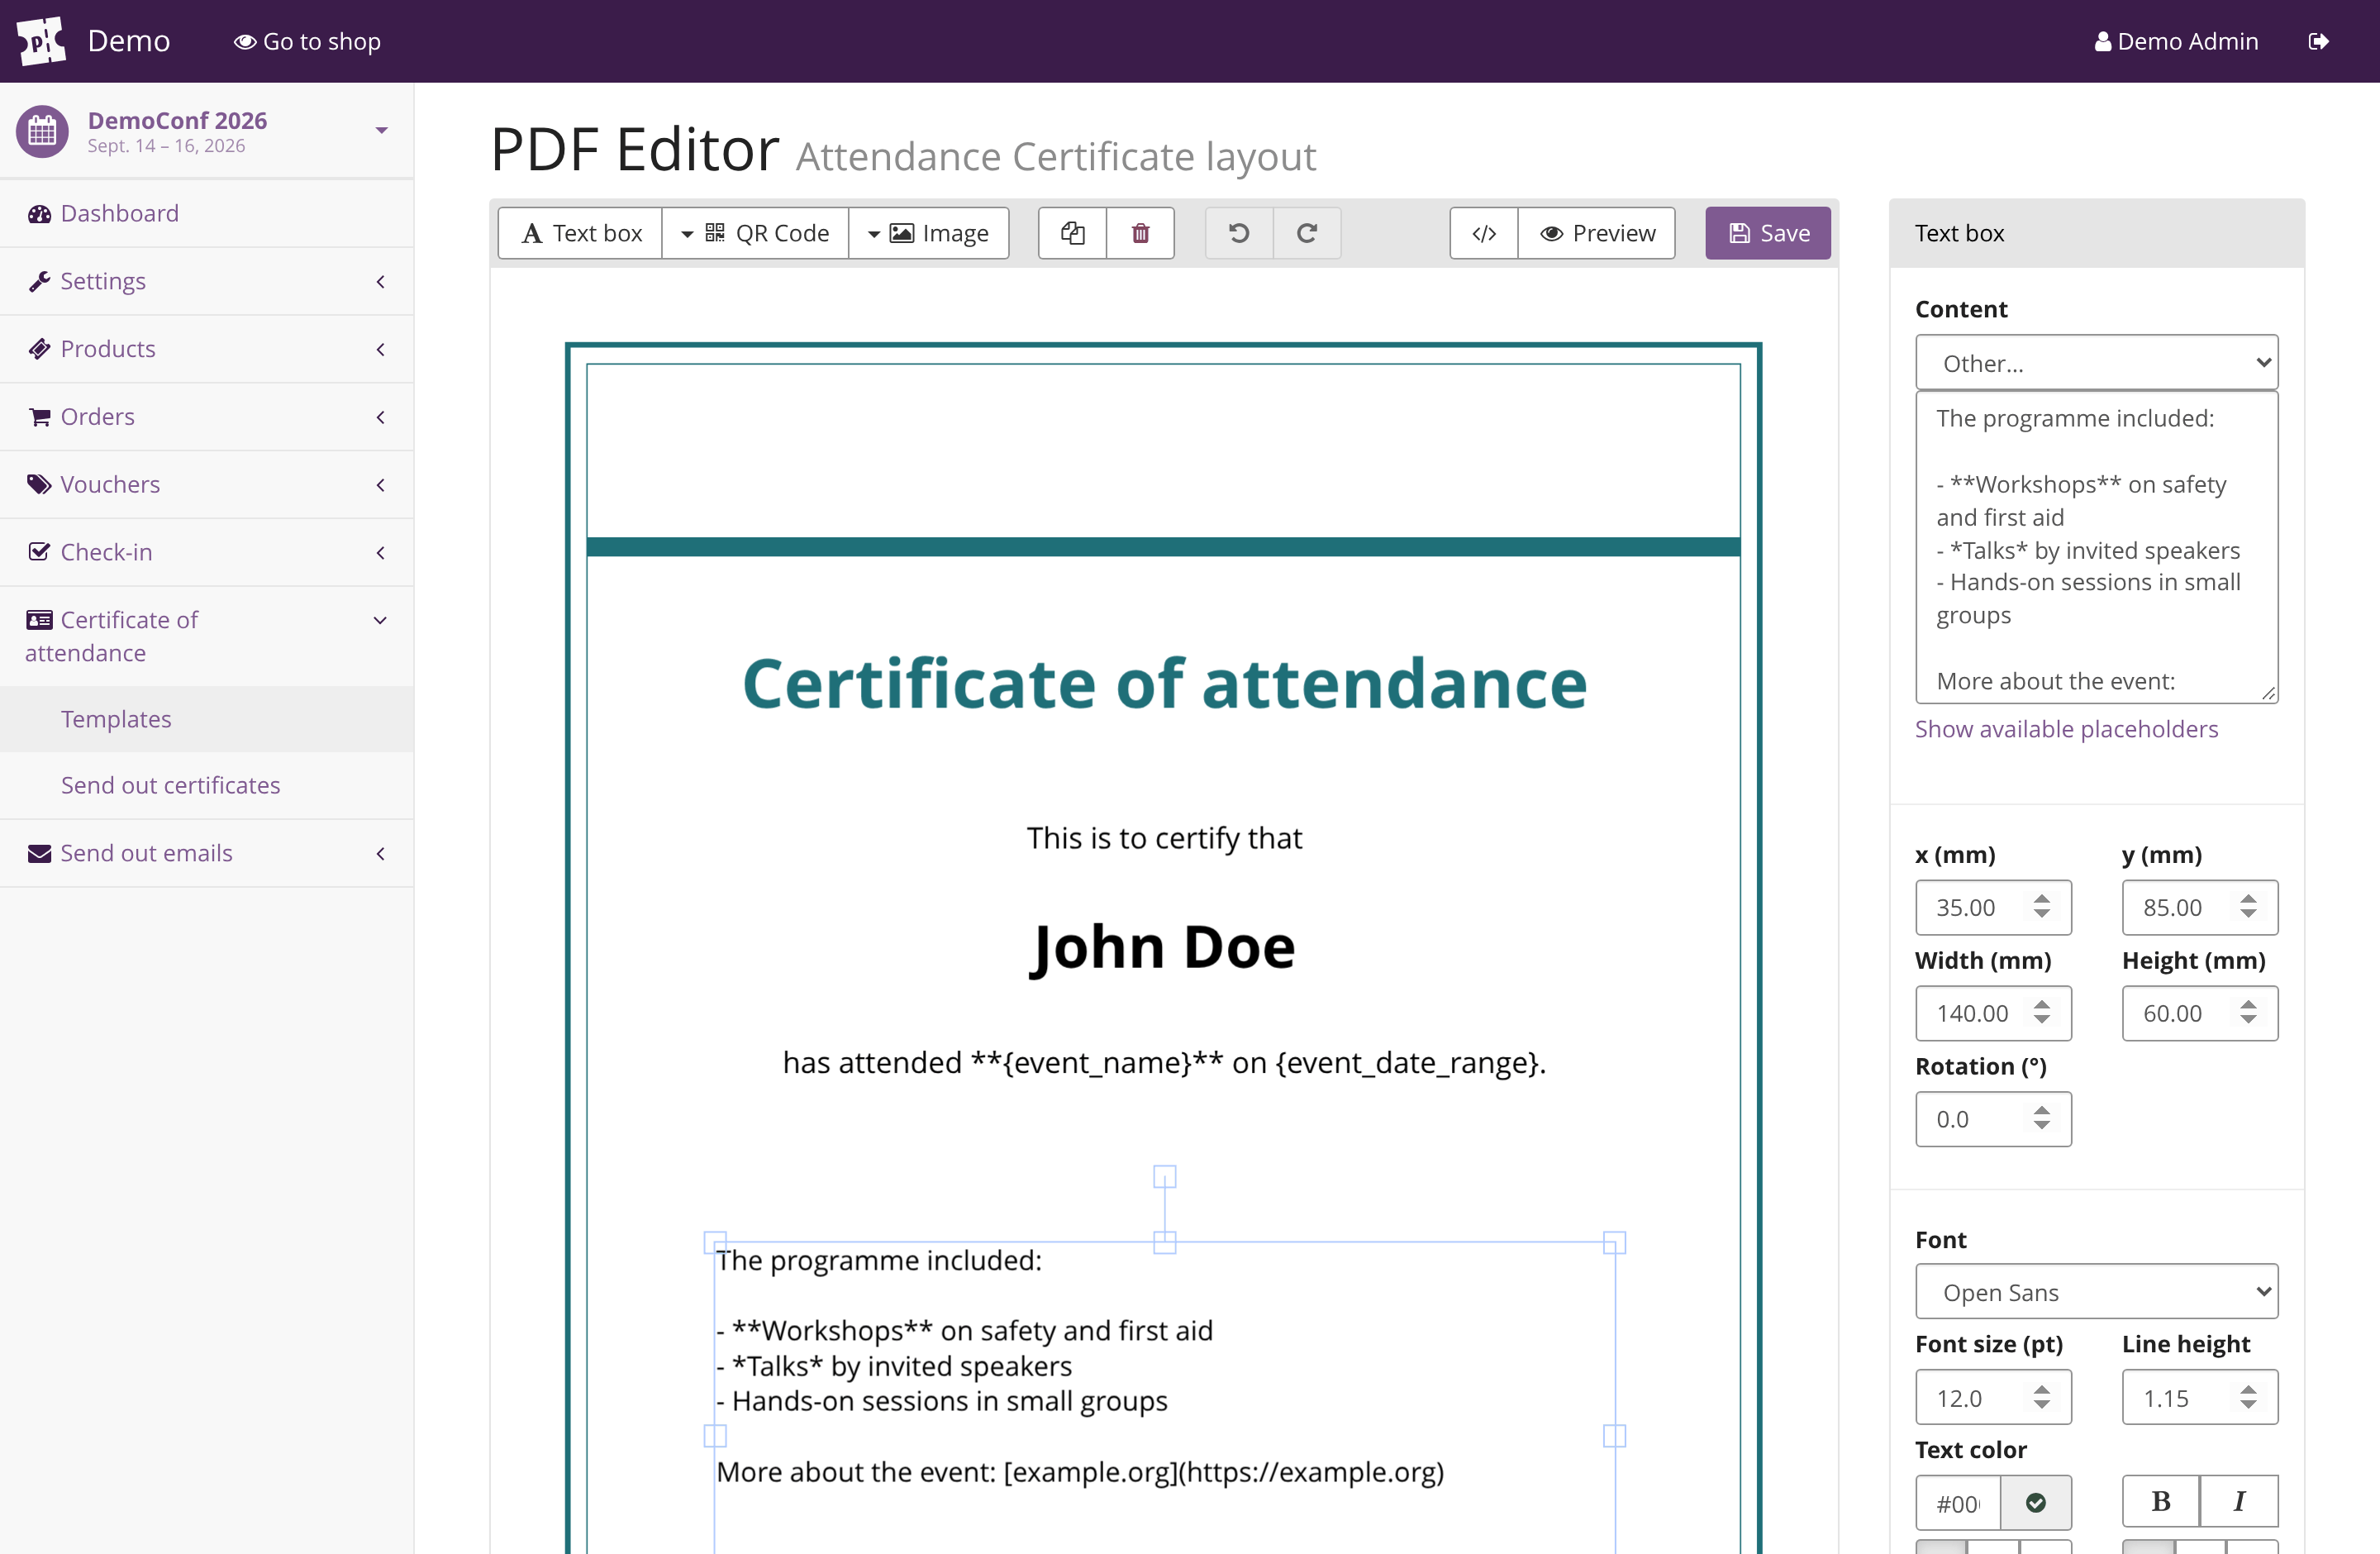 Demo
Go to shop
Demo Admin
DemoConf 2026
Sept. 14 – 16, 2026
Dashboard
Settings
Products
Orders
Vouchers
Check-in
Certificate of
attendance
Templates
Send out certificates
Send out emails
PDF Editor Attendance Certificate layout
Text box
QR Code
Image
</>
Preview
Save
Certificate of attendance
This is to certify that
John Doe
has attended **{event_name}** on {event_date_range}.
The programme included:
- **Workshops** on safety and first aid
- *Talks* by invited speakers
- Hands-on sessions in small groups
More about the event: [example.org](https://example.org)
Text box
Content
Other...
The programme included:
- **Workshops** on safety
and first aid
- *Talks* by invited speakers
- Hands-on sessions in small
groups
More about the event:
Show available placeholders
x (mm)
y (mm)
35.00
85.00
Width (mm)
Height (mm)
140.00
60.00
Rotation (°)
0.0
Font
Open Sans
Font size (pt)
Line height
12.0
1.15
Text color
#00
B
I